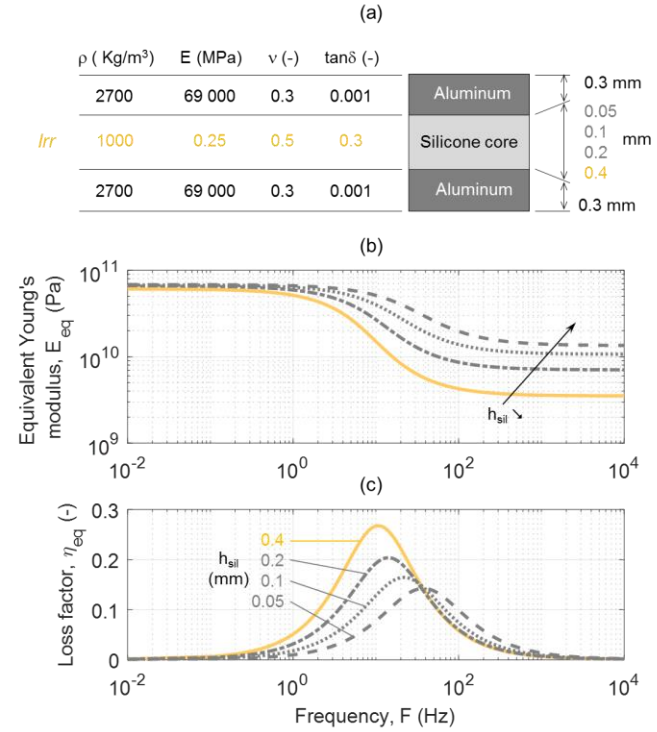 (a)
ρ ( Kg/m³) E (MPa) ν (-) tanδ (-)
2700 69 000 0.3 0.001 Aluminum 0.3 mm
Irr 1000 0.25 0.5 0.3 Silicone core 0.05
0.1
0.2 mm
0.4
2700 69 000 0.3 0.001 Aluminum 0.3 mm
(b)
Equivalent Young's
modulus, E_eq (Pa)
10¹¹
10¹⁰
10⁹
h_sil ↘
10⁻² 10⁰ 10² 10⁴
(c)
Loss factor, η_eq (-)
0.3
0.2
0.1
0
h_sil
(mm)
0.4
0.2
0.1
0.05
10⁻² 10⁰ 10² 10⁴
Frequency, F (Hz)